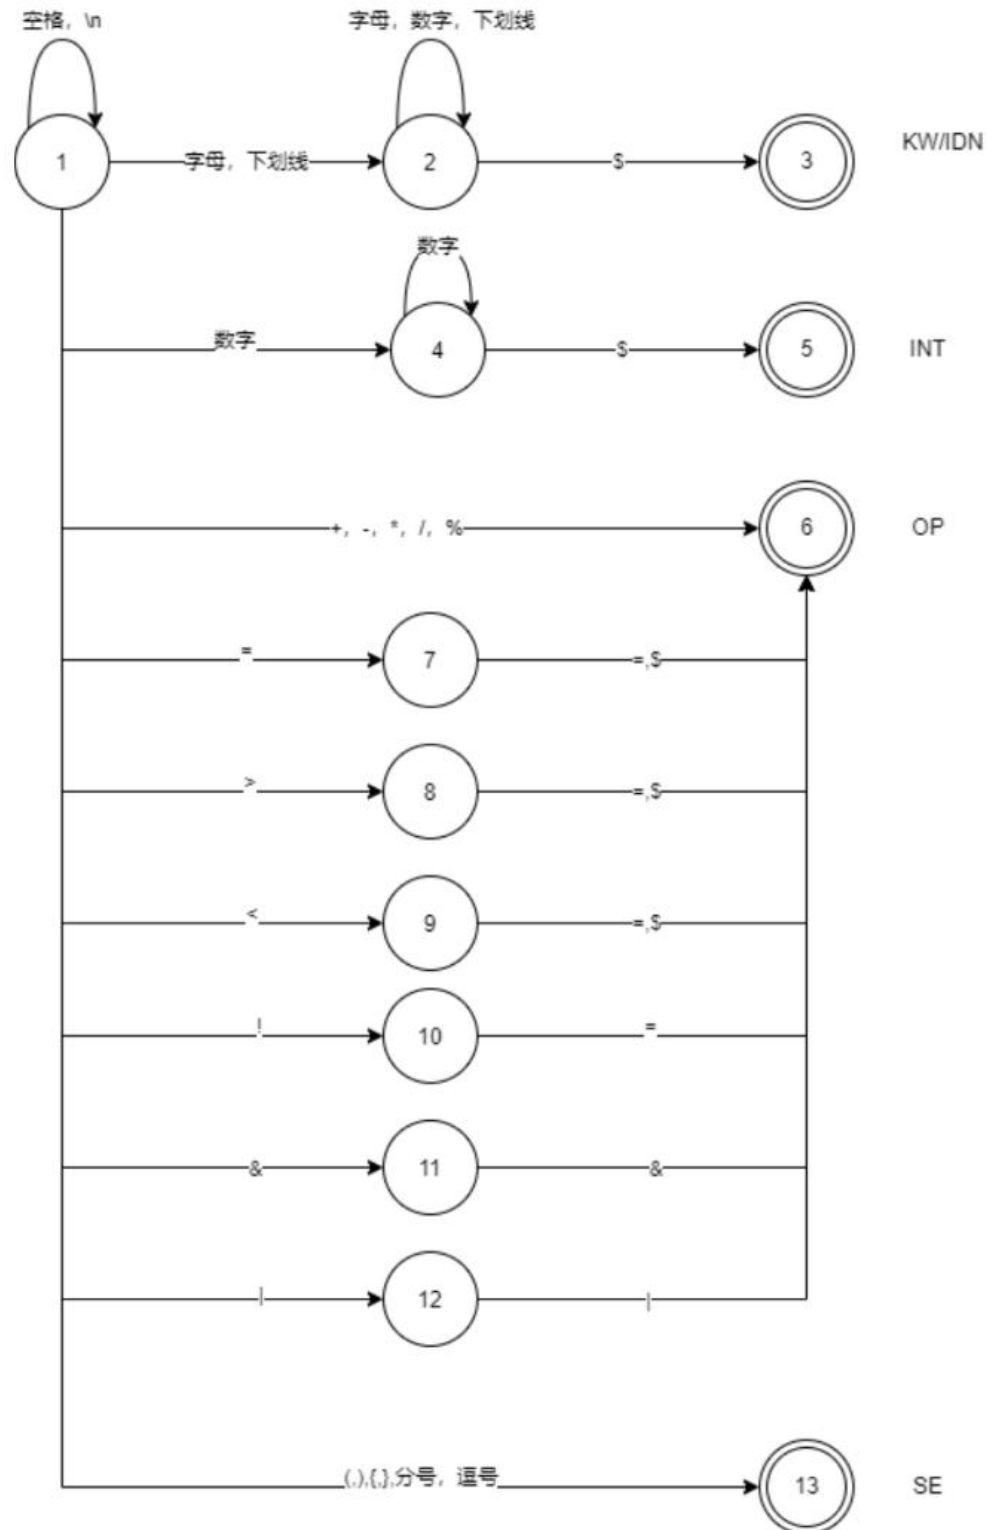 空格，\n
字母，数字，下划线
1
字母，下划线
2
$
3
KW/IDN
数字
数字
4
$
5
INT
+，-，*，/，%
6
OP
=
7
=,$
>
8
=,$
<
9
=,$
!
10
=
&
11
&
|
12
|
(,),{,},分号，逗号
13
SE